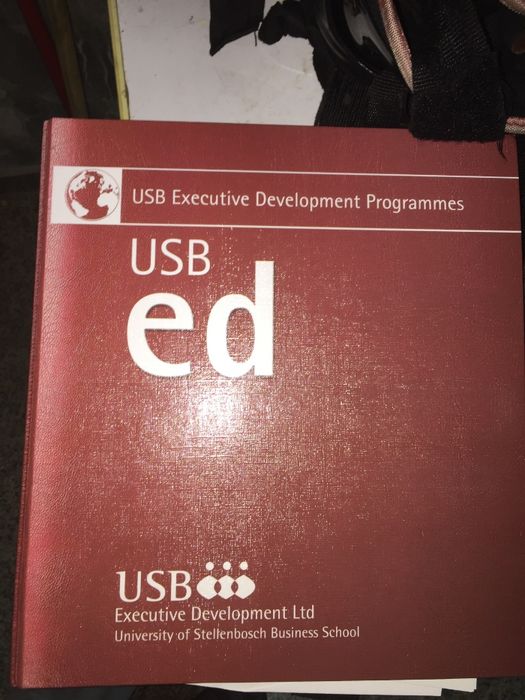 USB Executive Development Programmes
USB
ed
USB
Executive Development Ltd
University of Stellenbosch Business School